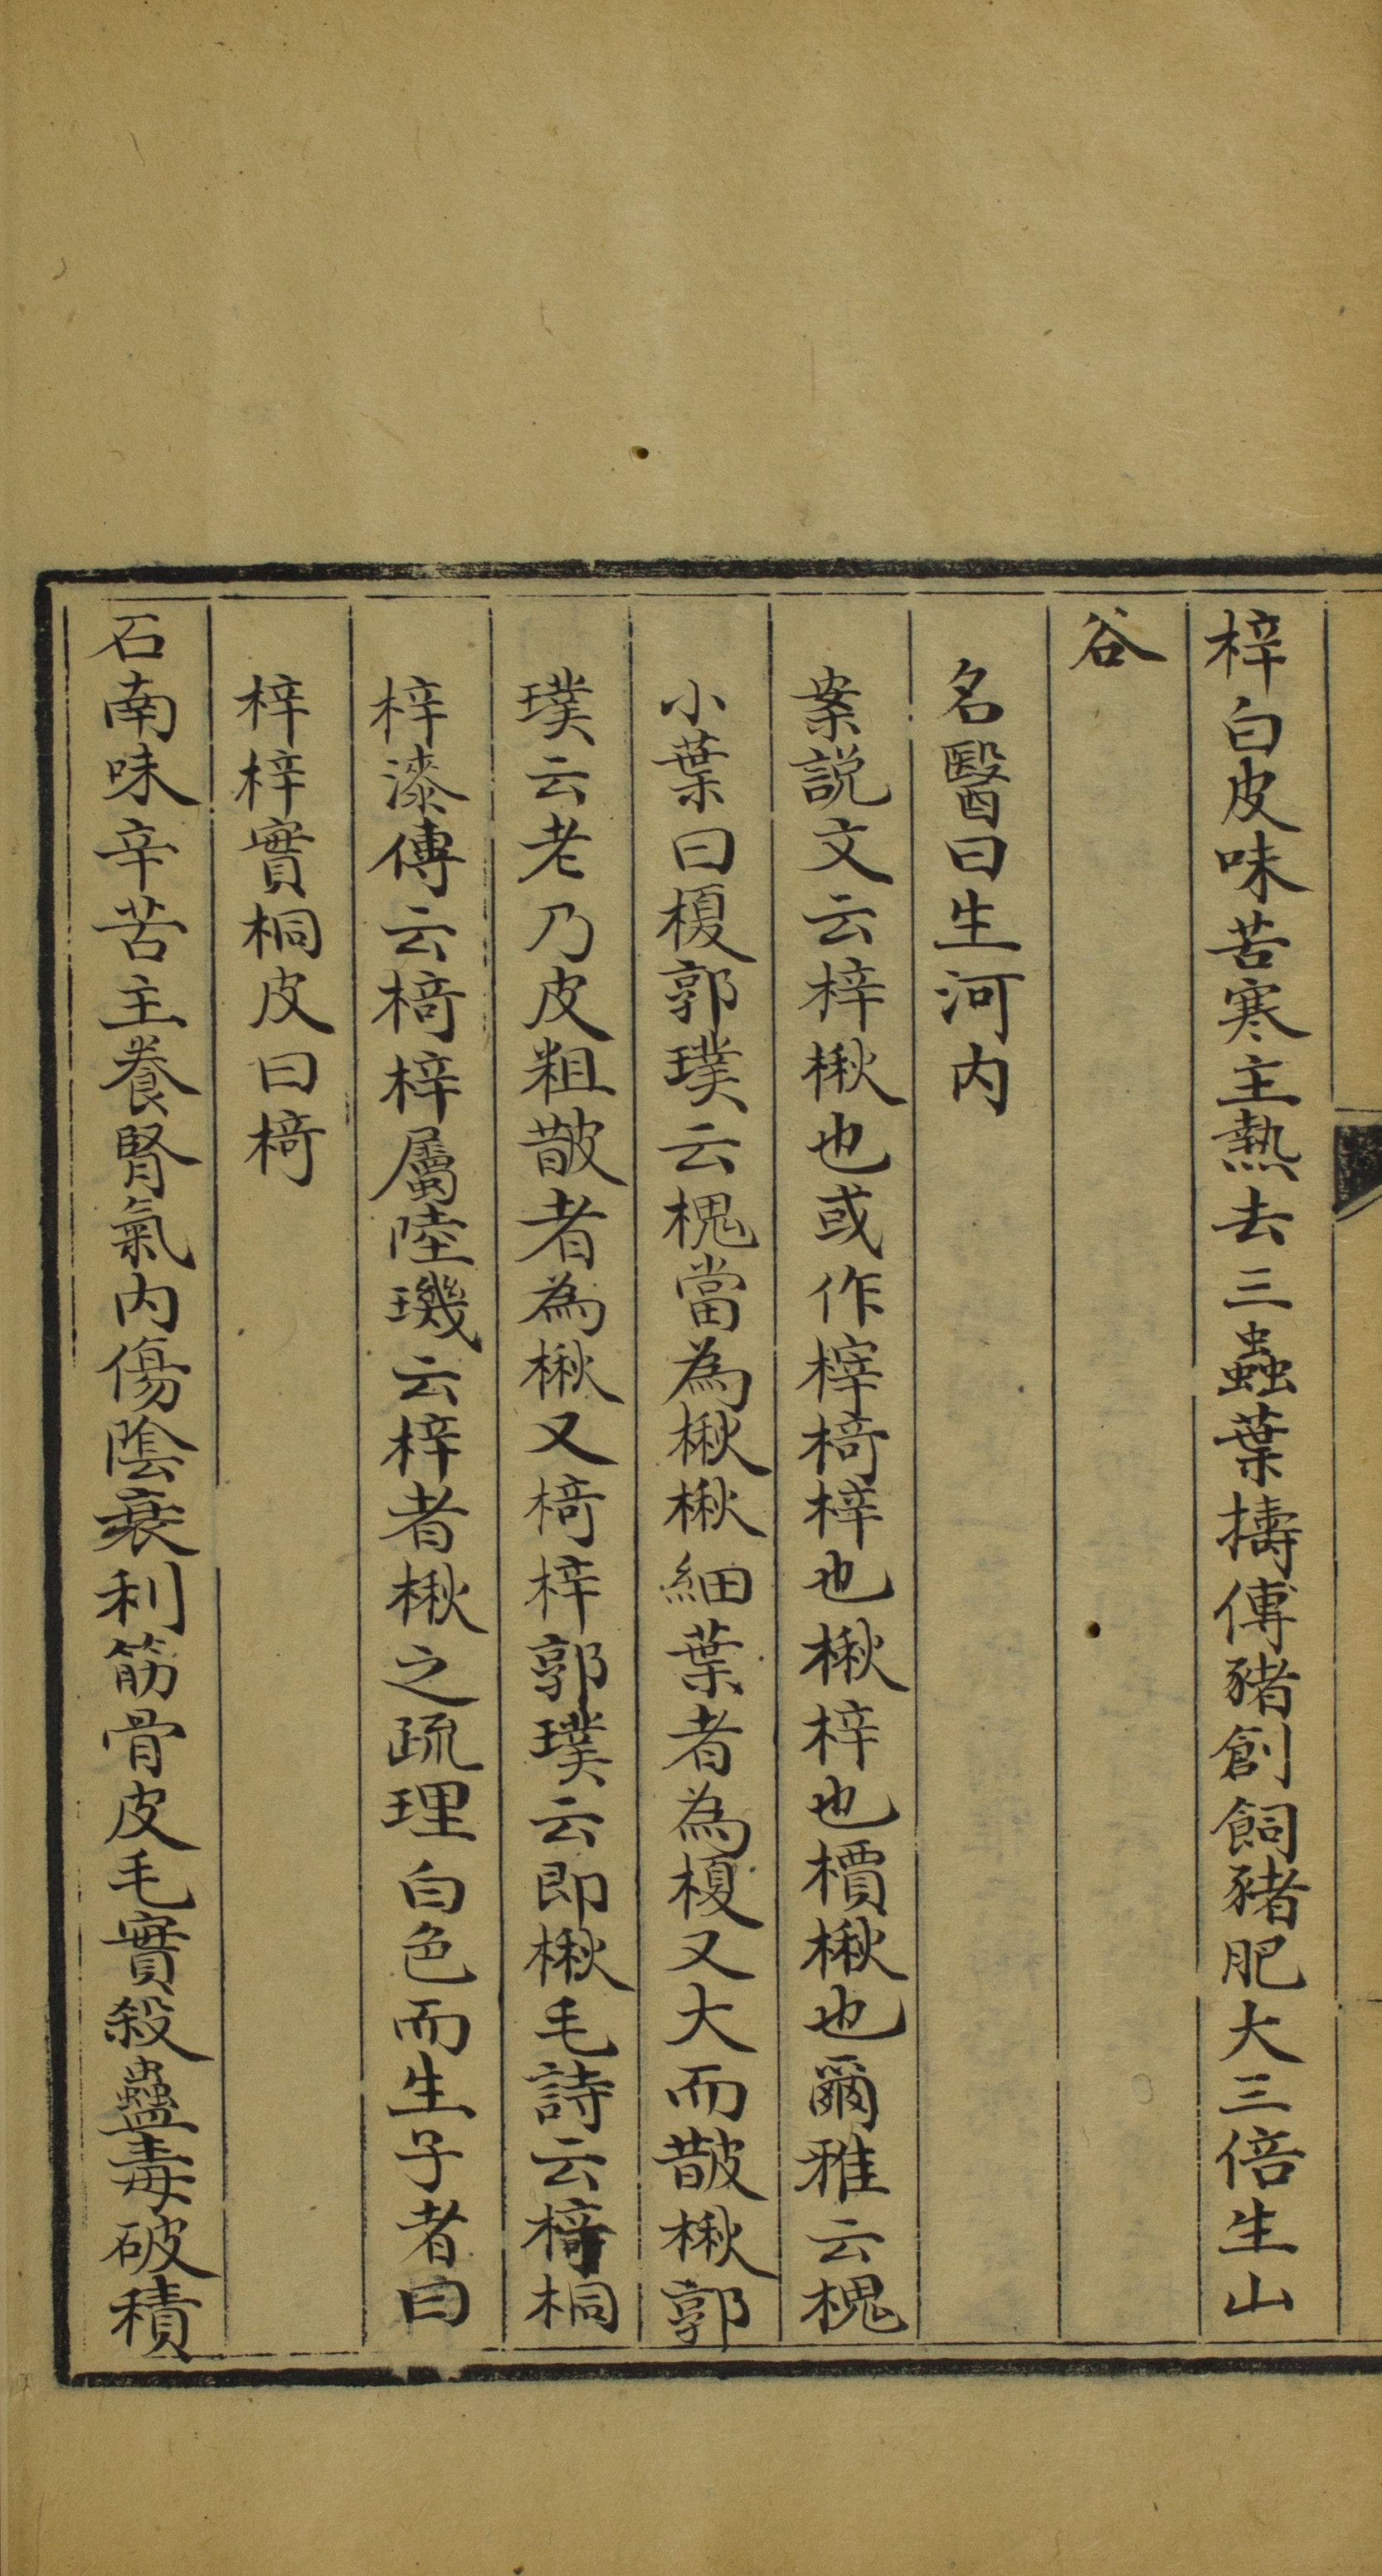 梓白皮味苦寒主熱去三蟲葉擣傅豬創飼豬肥大三倍生山
谷
名醫曰生河內
案説文云梓楸也或作榟椅梓也楸梓也檟楸也爾雅云槐
小葉曰榎郭璞云槐當為楸楸細葉者為榎又大而皵楸郭
璞云老乃皮粗皵者為楸又椅梓郭璞云即楸毛詩云椅桐
梓漆傳云椅梓屬陸璣云梓者楸之疏理白色而生子者曰
梓梓實桐皮曰椅
石南味辛苦主養腎氣內傷陰衰利筋骨皮毛實殺蠱毒破積